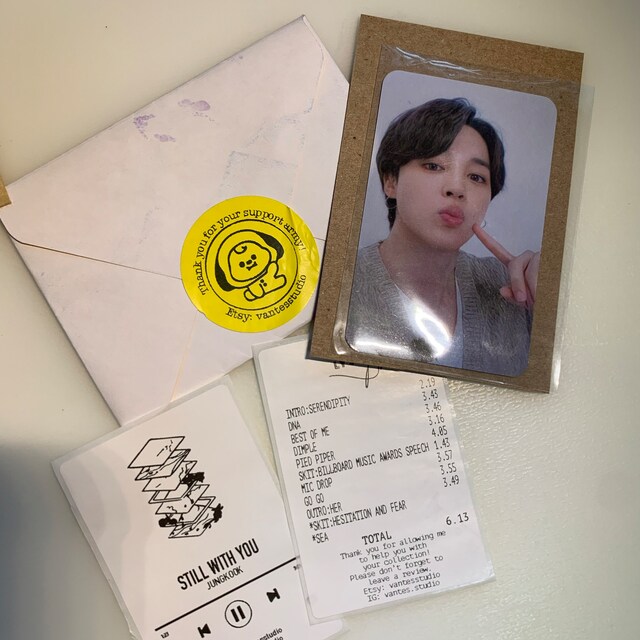 Thank you for your support army!
Etsy: vantesstudio
2.19
INTRO:SERENDIPITY 3.43
DNA 3.46
BEST OF ME 3.16
DIMPLE 4.05
PIED PIPER 1.43
SKIT:BILLBOARD MUSIC AWARDS SPEECH 3.57
MIC DROP 3.55
GO GO 3.49
OUTRO:HER
*SKIT:HESITATION AND FEAR
*SEA
TOTAL 6.13
Thank you for allowing me
to help you with
your collection!
Please don't forget to
leave a review.
Etsy: vantesstudio
IG: vantes.studio
STILL WITH YOU
JUNGKOOK